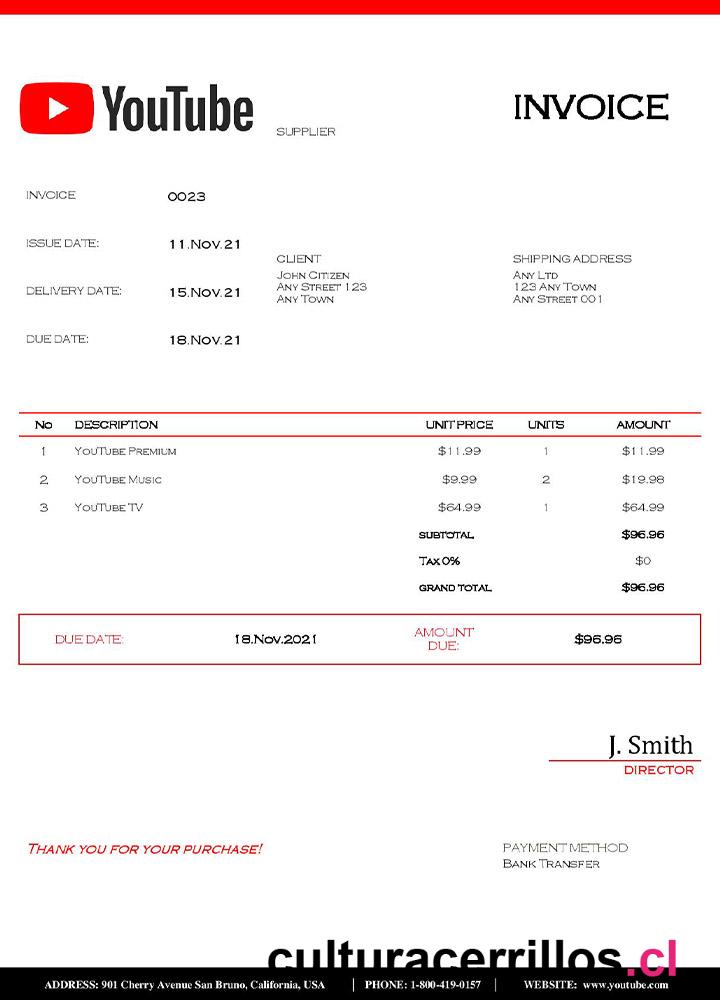 YouTube
SUPPLIER
INVOICE
INVOICE 0023
ISSUE DATE: 11.Nov.21
DELIVERY DATE: 15.Nov.21
DUE DATE: 18.Nov.21
CLIENT
John Citizen
Any Street 123
Any Town
SHIPPING ADDRESS
Any Ltd
123 Any Town
Any Street 001
No DESCRIPTION UNIT PRICE UNITS AMOUNT
1 YouTube Premium $11.99 1 $11.99
2 YouTube Music $9.99 2 $19.98
3 YouTube TV $64.99 1 $64.99
SUBTOTAL $96.96
Tax 0% $0
GRAND TOTAL $96.96
DUE DATE: 18.Nov.2021
AMOUNT
DUE:
$96.96
J. Smith
DIRECTOR
Thank you for your purchase!
PAYMENT METHOD
Bank Transfer
culturacerrillos.cl
ADDRESS: 901 Cherry Avenue San Bruno, California, USA | PHONE: 1-800-419-0157 | WEBSITE: www.youtube.com